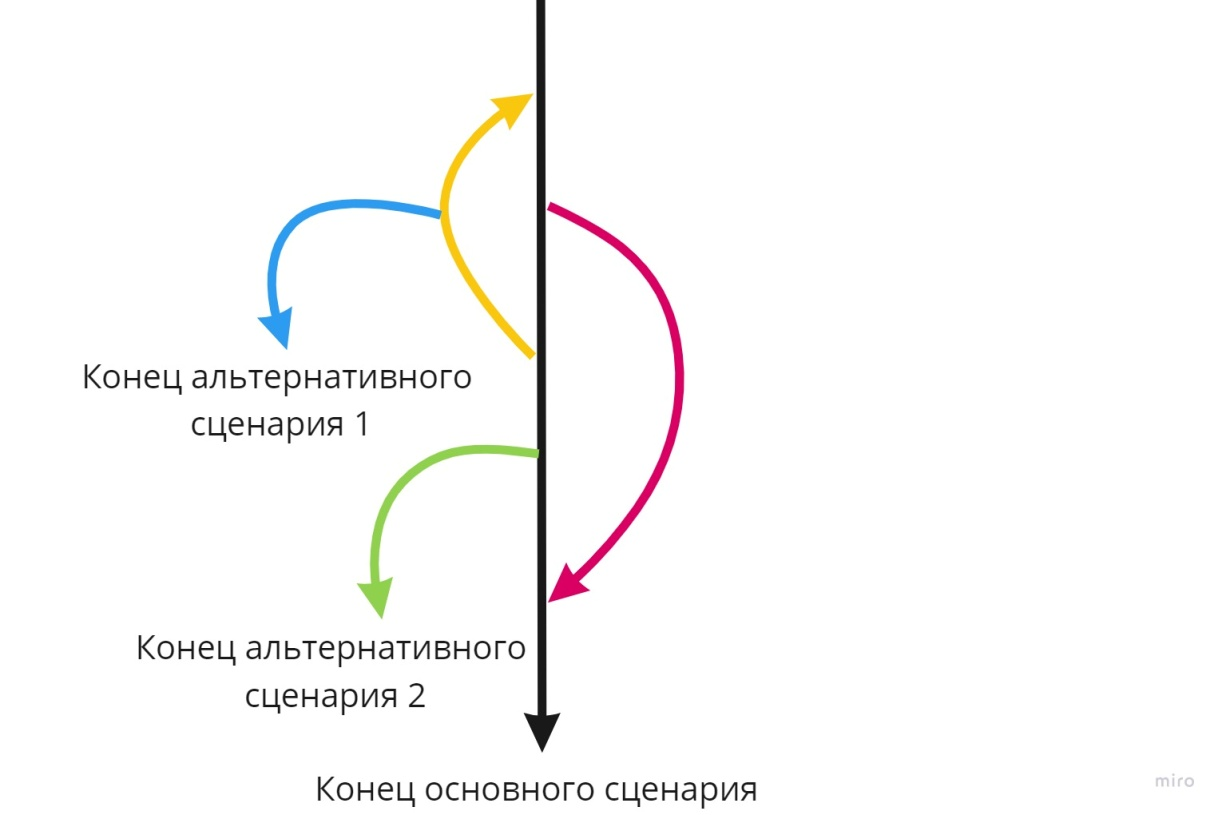 Конец альтернативного
сценария 1
Конец альтернативного
сценария 2
Конец основного сценария
miro